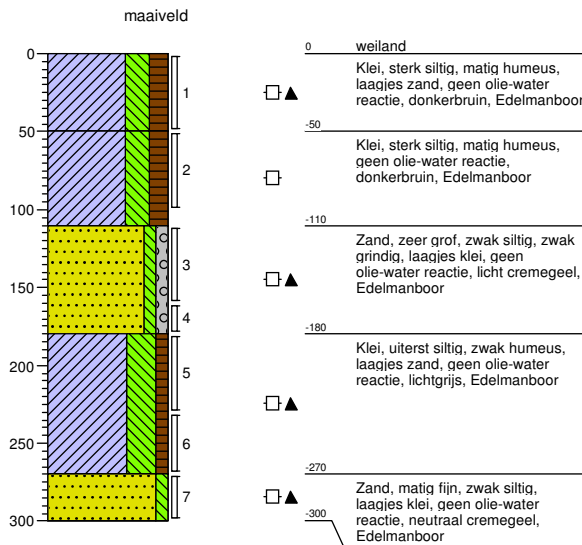 maaiveld
0
50
100
150
200
250
300
1
2
3
4
5
6
7
0 weiland
Klei, sterk siltig, matig humeus,
laagjes zand, geen olie-water
reactie, donkerbruin, Edelmanboor
-50
Klei, sterk siltig, matig humeus,
geen olie-water reactie,
donkerbruin, Edelmanboor
-110
Zand, zeer grof, zwak siltig, zwak
grindig, laagjes klei, geen
olie-water reactie, licht cremegeel,
Edelmanboor
-180
Klei, uiterst siltig, zwak humeus,
laagjes zand, geen olie-water
reactie, lichtgrijs, Edelmanboor
-270
Zand, matig fijn, zwak siltig,
laagjes klei, geen olie-water
reactie, neutraal cremegeel,
Edelmanboor
-300